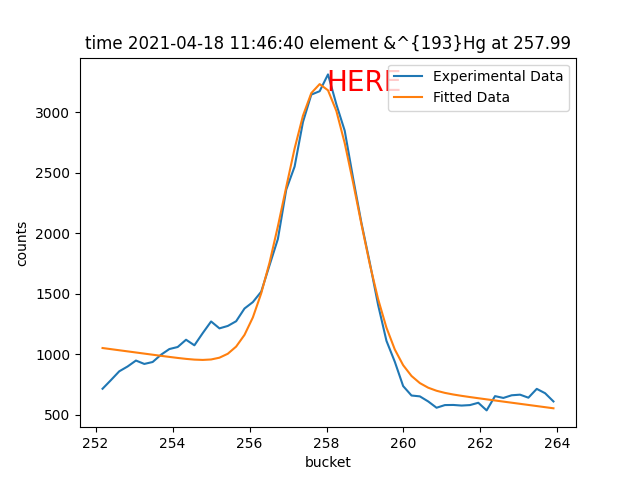 time 2021-04-18 11:46:40 element &^{193}Hg at 257.99
HERE
Experimental Data
Fitted Data
counts
3000
2500
2000
1500
1000
500
252
254
256
258
260
262
264
bucket